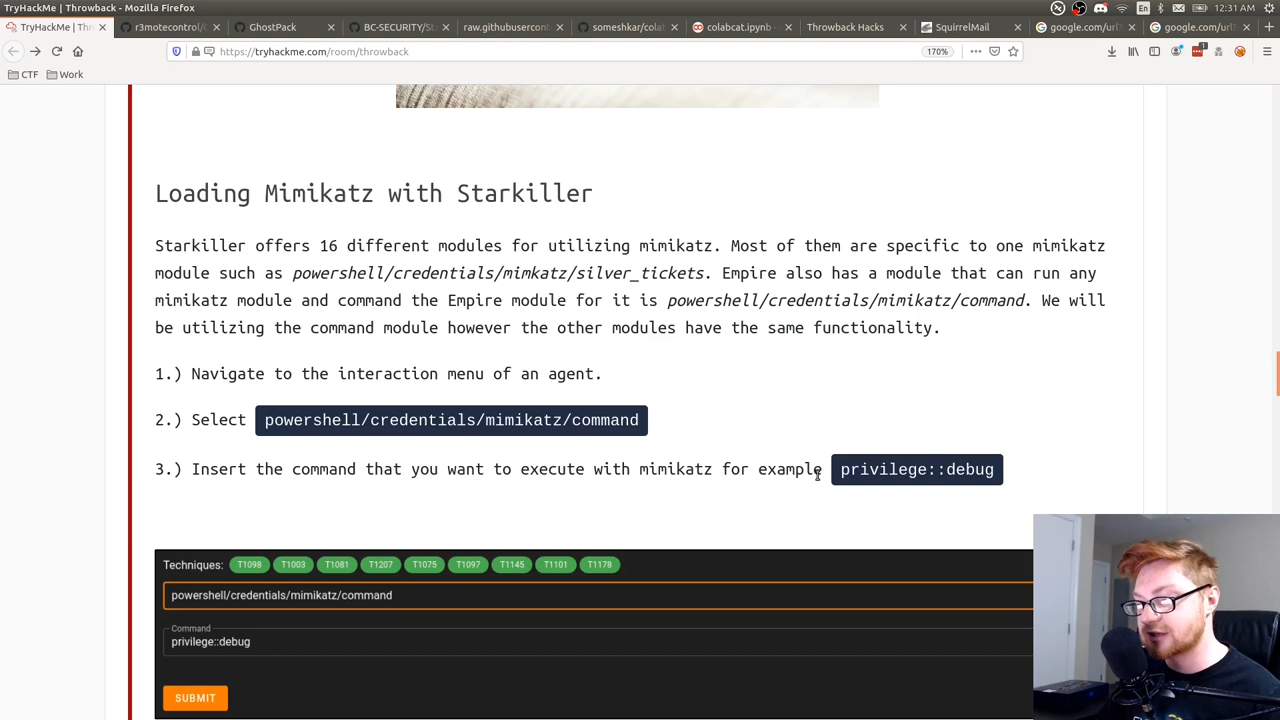 TryHackMe | Throwback - Mozilla Firefox
En
12:31 AM
TryHackMe | Thr
r3motecontrol/
GhostPack
BC-SECURITY/St
raw.githubusercont
someshkar/colab
colabcat.ipynb -
Throwback Hacks
SquirrelMail
google.com/url?
google.com/url?
https://tryhackme.com/room/throwback
170%
CTF
Work
Loading Mimikatz with Starkiller
Starkiller offers 16 different modules for utilizing mimikatz. Most of them are specific to one mimikatz
module such as powershell/credentials/mimkatz/silver_tickets. Empire also has a module that can run any
mimikatz module and command the Empire module for it is powershell/credentials/mimikatz/command. We will
be utilizing the command module however the other modules have the same functionality.
1.) Navigate to the interaction menu of an agent.
2.) Select powershell/credentials/mimikatz/command
3.) Insert the command that you want to execute with mimikatz for example privilege::debug
Techniques: T1098 T1003 T1081 T1207 T1075 T1097 T1145 T1101 T1178
powershell/credentials/mimikatz/command
Command
privilege::debug
SUBMIT